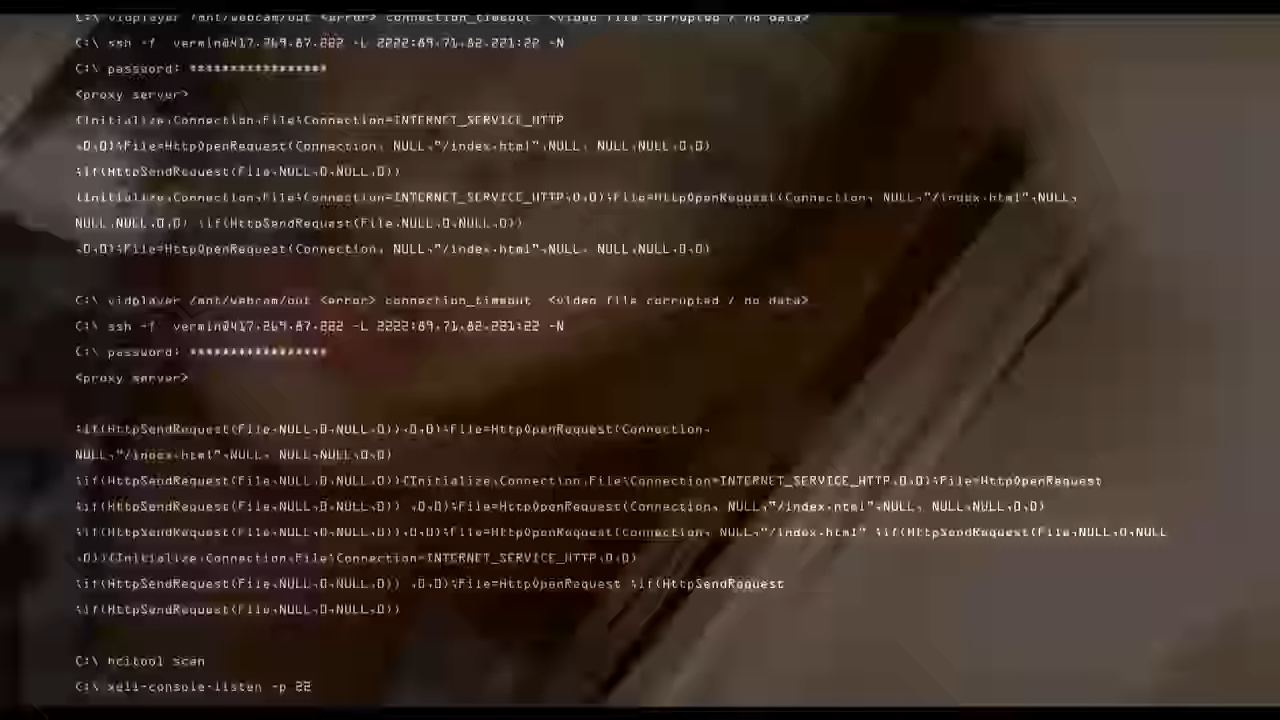 C:\ vidplayer /mnt/webcam/out <error> connection_timeout <video file corrupted / no data>
C:\ ssh -f vermin@417.269.87.222 -L 2222:89.71.82.221:22 -N
C:\ password: *****************
<proxy server>
{Initialize;Connection;File%Connection=INTERNET_SERVICE_HTTP
,0,0)%File=HttpOpenRequest(Connection, NULL,"/index.html",NULL, NULL,NULL,0,0)
%if(HttpSendRequest(File,NULL,0,NULL,0))
{Initialize;Connection;File%Connection=INTERNET_SERVICE_HTTP,0,0)%File=HttpOpenRequest(Connection, NULL,"/index.html",NULL,
NULL,NULL,0,0) %if(HttpSendRequest(File,NULL,0,NULL,0))
,0,0)%File=HttpOpenRequest(Connection, NULL,"/index.html",NULL, NULL,NULL,0,0)
C:\ vidplayer /mnt/webcam/out <error> connection_timeout <video file corrupted / no data>
C:\ ssh -f vermin@417.269.87.222 -L 2222:89.71.82.221:22 -N
C:\ password: *****************
<proxy server>
%if(HttpSendRequest(File,NULL,0,NULL,0)),0,0)%File=HttpOpenRequest(Connection,
NULL,"/index.html",NULL, NULL,NULL,0,0)
%if(HttpSendRequest(File,NULL,0,NULL,0)){Initialize;Connection;File%Connection=INTERNET_SERVICE_HTTP,0,0)%File=HttpOpenRequest
%if(HttpSendRequest(File,NULL,0,NULL,0)) ,0,0)%File=HttpOpenRequest(Connection, NULL,"/index.html",NULL, NULL,NULL,0,0)
%if(HttpSendRequest(File,NULL,0,NULL,0)),0,0)%File=HttpOpenRequest(Connection, NULL,"/index.html" %if(HttpSendRequest(File,NULL,0,NULL
,0)){Initialize;Connection;File%Connection=INTERNET_SERVICE_HTTP,0,0)
%if(HttpSendRequest(File,NULL,0,NULL,0)) ,0,0)%File=HttpOpenRequest %if(HttpSendRequest
%if(HttpSendRequest(File,NULL,0,NULL,0))
C:\ hcitool scan
C:\ xell-console-listen -p 22